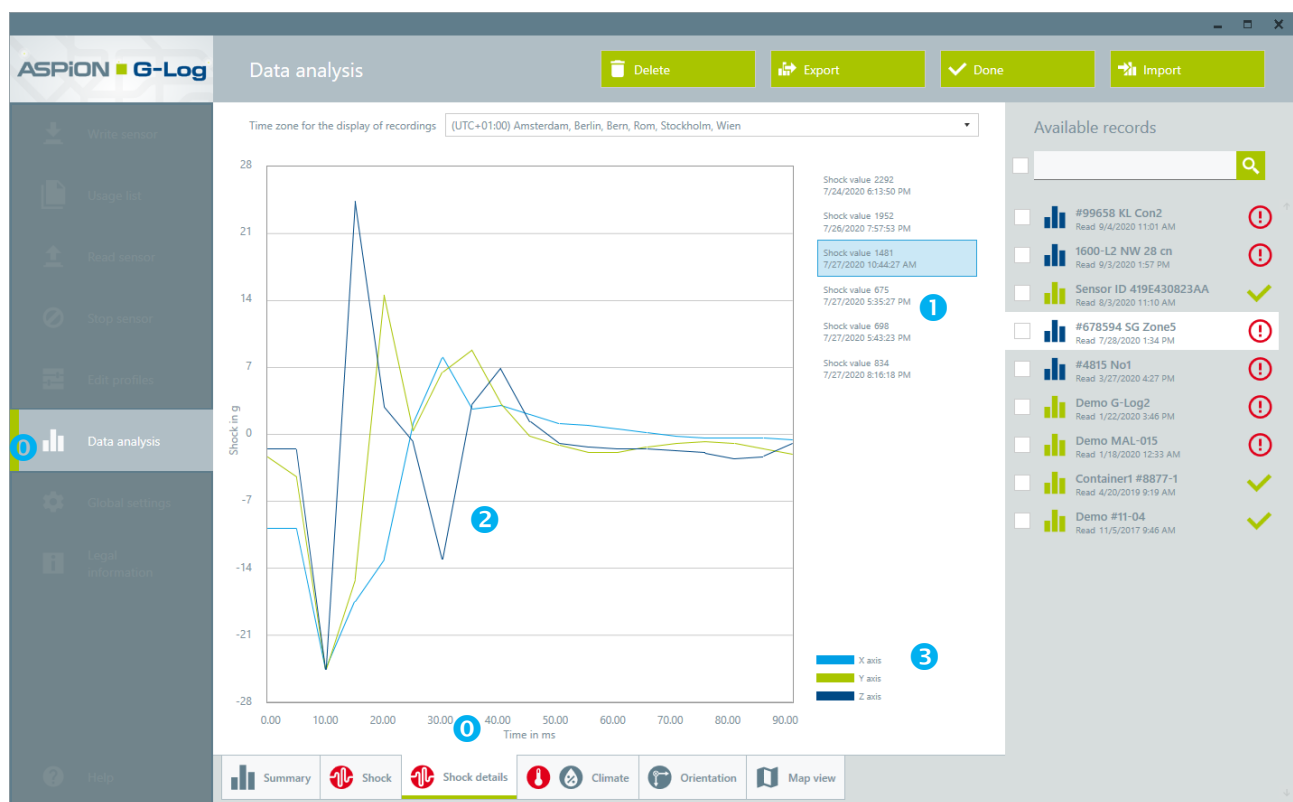 ASPION G-Log
Data analysis
Delete
Export
Done
Import
Write sensor
Usage list
Read sensor
Stop sensor
Edit profiles
0
Data analysis
Global settings
Legal
information
Help
Time zone for the display of recordings
(UTC+01:00) Amsterdam, Berlin, Bern, Rom, Stockholm, Wien
28
21
14
7
0
-7
-14
-21
-28
Shock in g
0.00 10.00 20.00 30.00 40.00 50.00 60.00 70.00 80.00 90.00
0
Time in ms
2
Shock value 2292
7/24/2020 6:13:50 PM
Shock value 1952
7/26/2020 7:57:53 PM
Shock value 1481
7/27/2020 10:44:27 AM
Shock value 675
7/27/2020 5:35:27 PM
1
Shock value 698
7/27/2020 5:43:23 PM
Shock value 834
7/27/2020 8:16:18 PM
X axis
3
Y axis
Z axis
Summary
Shock
Shock details
Climate
Orientation
Map view
Available records
#99658 KL Con2
Read 9/4/2020 11:01 AM
1600-L2 NW 28 cn
Read 9/3/2020 1:57 PM
Sensor ID 419E430823AA
Read 8/3/2020 11:10 AM
#678594 SG Zone5
Read 7/28/2020 1:34 PM
#4815 No1
Read 3/27/2020 4:27 PM
Demo G-Log2
Read 1/22/2020 3:46 PM
Demo MAL-015
Read 1/18/2020 12:33 AM
Container1 #8877-1
Read 4/20/2019 9:19 AM
Demo #11-04
Read 11/5/2017 9:46 AM